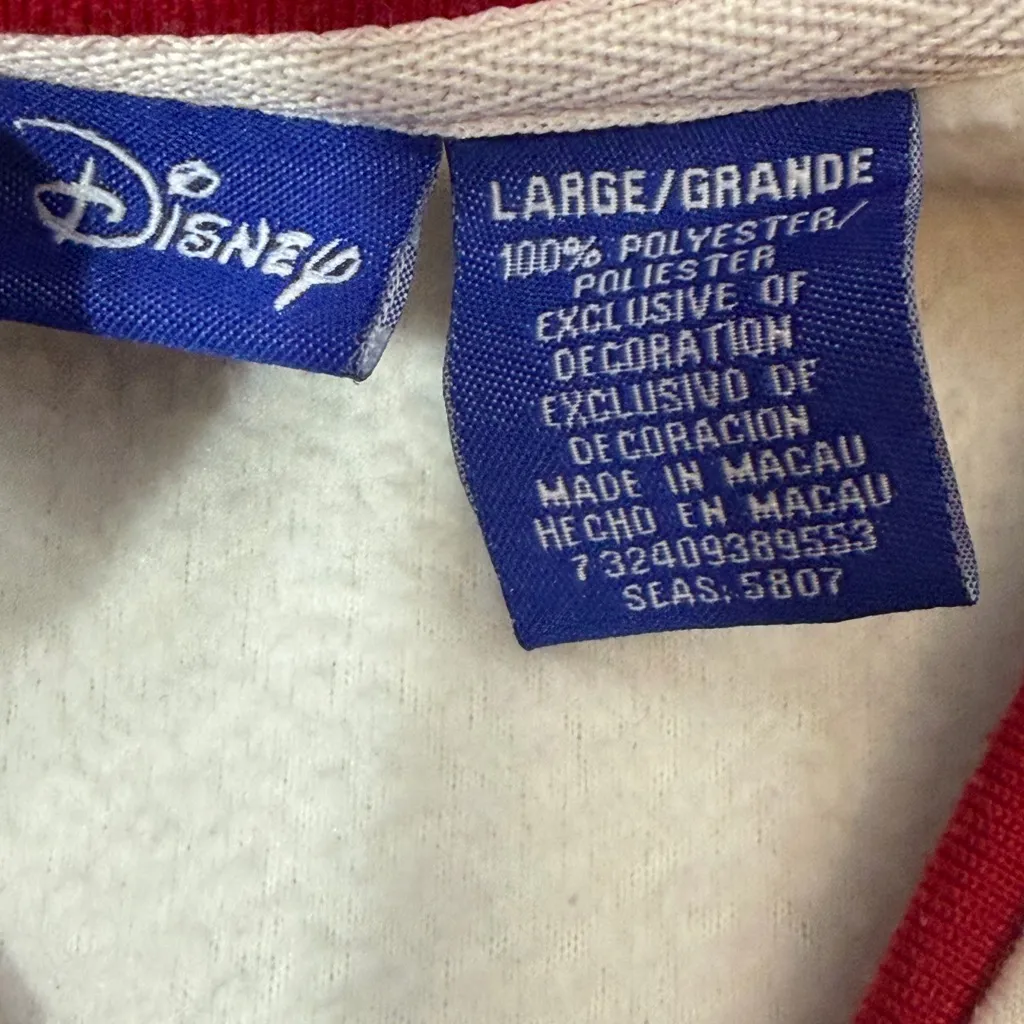 Disney
LARGE/GRANDE
100% POLYESTER/
POLIESTER
EXCLUSIVE OF
DECORATION
EXCLUSIVO DE
DECORACION
MADE IN MACAU
HECHO EN MACAU
7 32409389553
SEAS: 5807